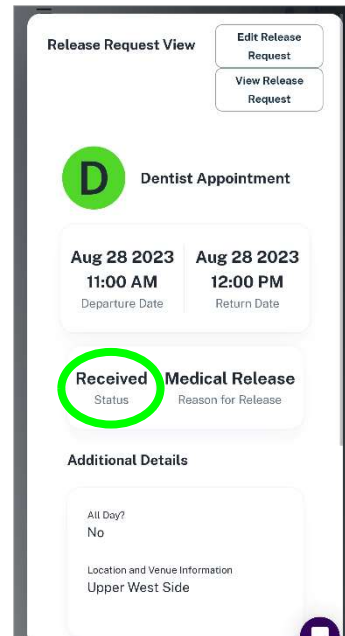 Release Request View
Edit Release
Request
View Release
Request
D
Dentist Appointment
Aug 28 2023
11:00 AM
Departure Date
Aug 28 2023
12:00 PM
Return Date
Received
Status
Medical Release
Reason for Release
Additional Details
All Day?
No
Location and Venue Information
Upper West Side